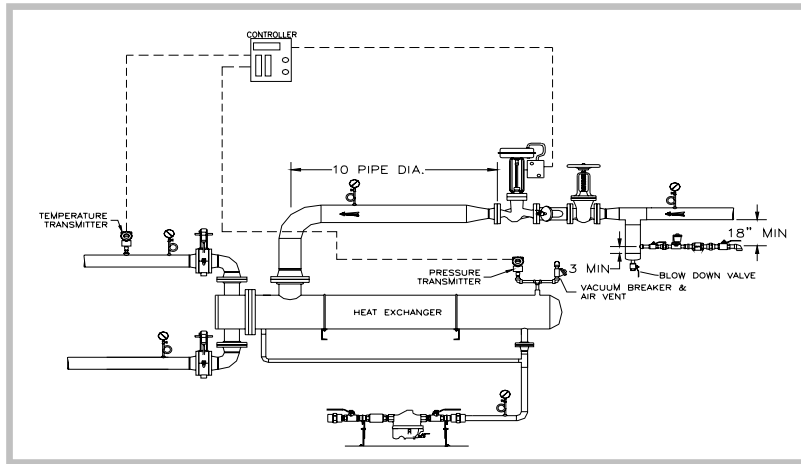 CONTROLLER
10 PIPE DIA.
TEMPERATURE
TRANSMITTER
18" MIN
PRESSURE
TRANSMITTER
3 MIN
BLOW DOWN VALVE
VACUUM BREAKER &
AIR VENT
HEAT EXCHANGER